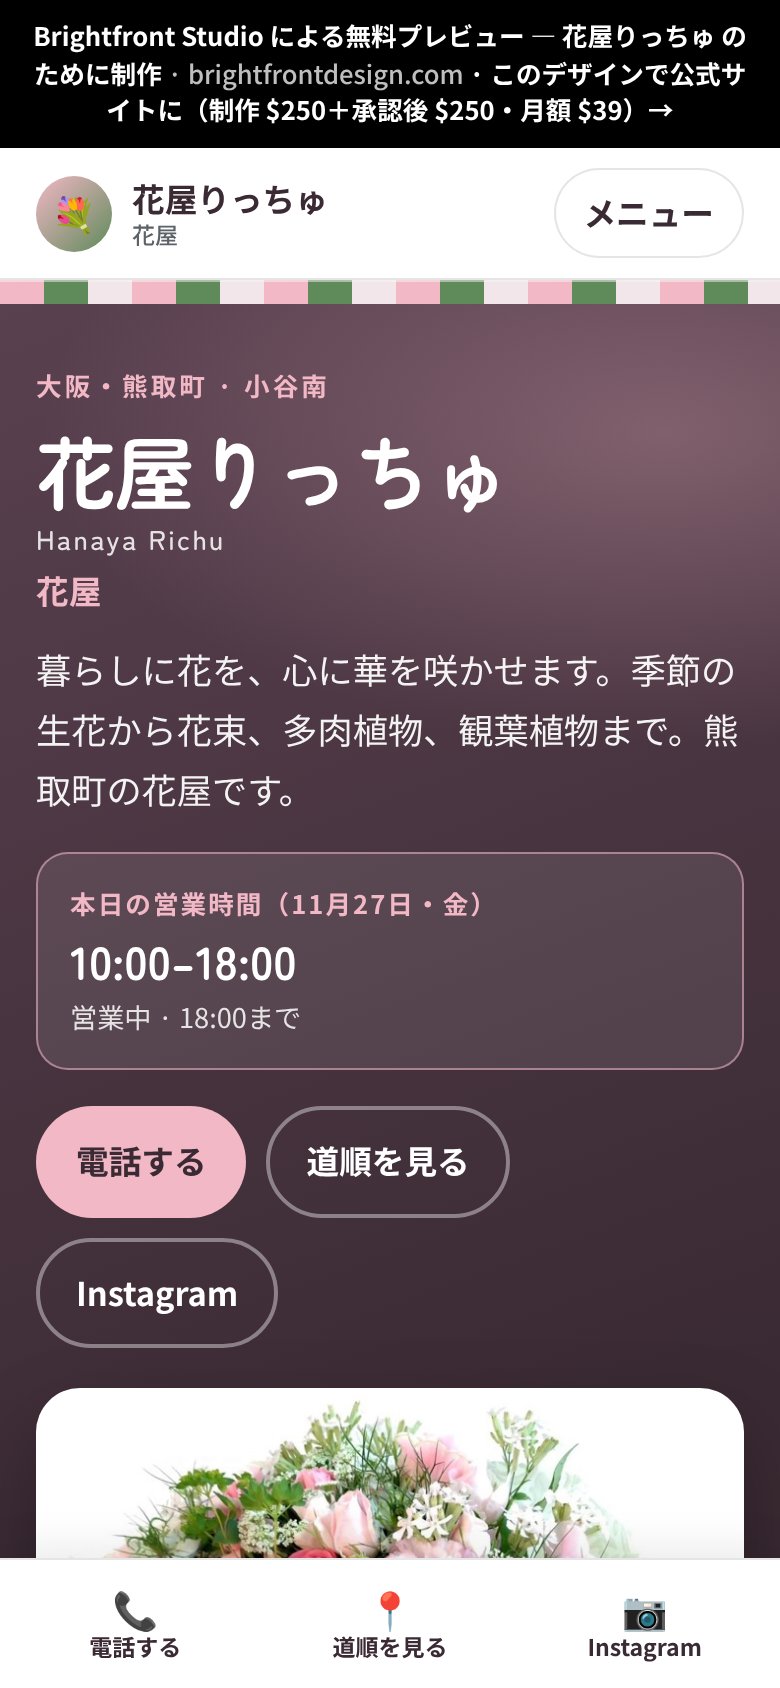 Brightfront Studio による無料プレビュー — 花屋りっちゅ の
ために制作 · brightfrontdesign.com · このデザインで公式サ
イトに（制作 $250＋承認後 $250・月額 $39）→
花屋りっちゅ
花屋
メニュー
大阪・熊取町 · 小谷南
花屋りっちゅ
Hanaya Richu
花屋
暮らしに花を、心に華を咲かせます。季節の
生花から花束、多肉植物、観葉植物まで。熊
取町の花屋です。
本日の営業時間（11月27日・金）
10:00–18:00
営業中 · 18:00まで
電話する
道順を見る
Instagram
電話する
道順を見る
Instagram